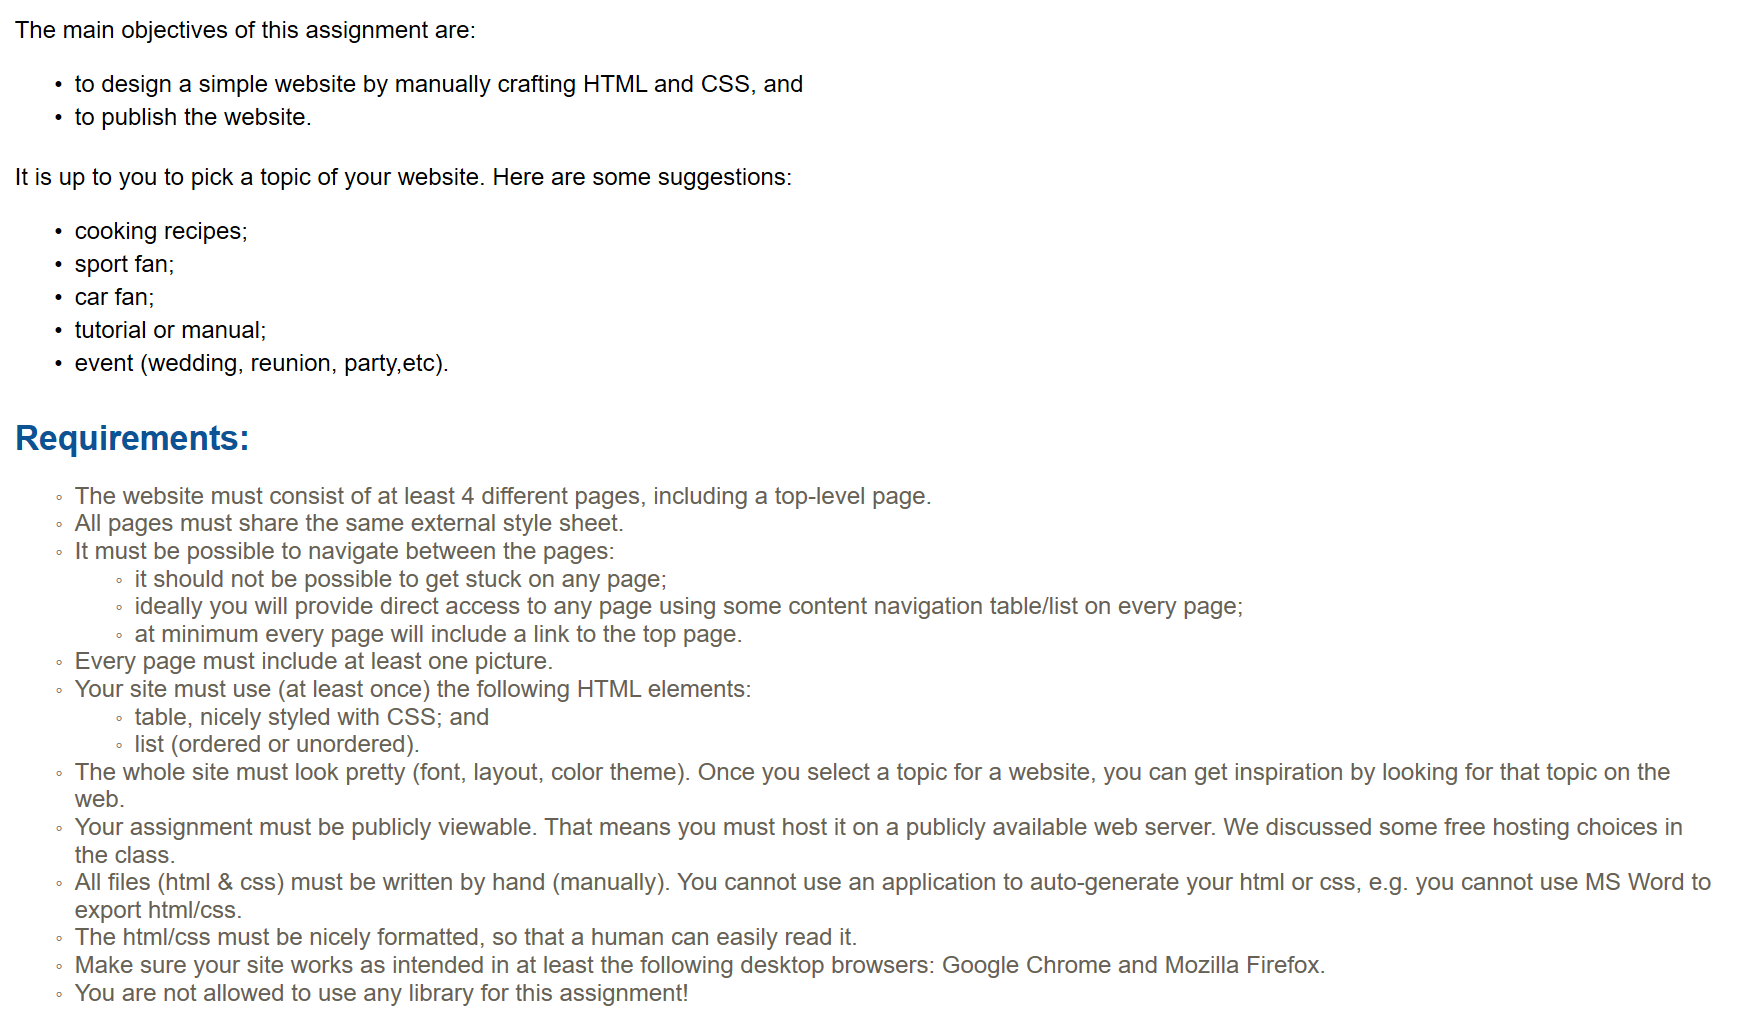 The main objectives of this assignment are:
• to design a simple website by manually crafting HTML and CSS, and
• to publish the website.
It is up to you to pick a topic of your website. Here are some suggestions:
• cooking recipes;
• sport fan;
• car fan;
• tutorial or manual;
• event (wedding, reunion, party,etc).
Requirements:
◦ The website must consist of at least 4 different pages, including a top-level page.
◦ All pages must share the same external style sheet.
◦ It must be possible to navigate between the pages:
◦ it should not be possible to get stuck on any page;
◦ ideally you will provide direct access to any page using some content navigation table/list on every page;
◦ at minimum every page will include a link to the top page.
◦ Every page must include at least one picture.
◦ Your site must use (at least once) the following HTML elements:
◦ table, nicely styled with CSS; and
◦ list (ordered or unordered).
◦ The whole site must look pretty (font, layout, color theme). Once you select a topic for a website, you can get inspiration by looking for that topic on the
web.
◦ Your assignment must be publicly viewable. That means you must host it on a publicly available web server. We discussed some free hosting choices in
the class.
◦ All files (html & css) must be written by hand (manually). You cannot use an application to auto-generate your html or css, e.g. you cannot use MS Word to
export html/css.
◦ The html/css must be nicely formatted, so that a human can easily read it.
◦ Make sure your site works as intended in at least the following desktop browsers: Google Chrome and Mozilla Firefox.
◦ You are not allowed to use any library for this assignment!